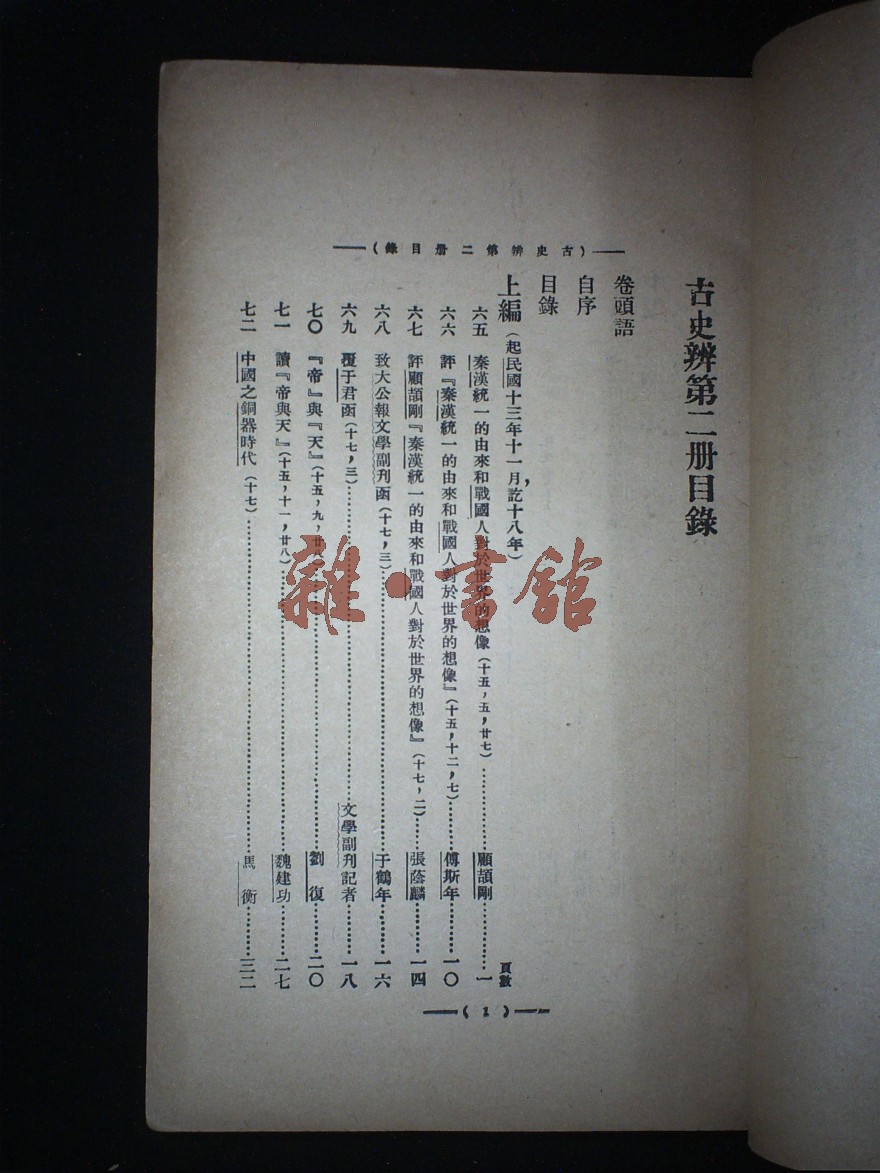 (古史辨第二册目錄)
古史辨第二册目錄
卷頭語
自序
目錄
上編(起民國十三年十一月,訖十八年)
頁數
六五 秦漢統一的由來和戰國人對於世界的想像(十五,五,廿七)…………顧頡剛…………一
六六 評『秦漢統一的由來和戰國人對於世界的想像』(十五,十二,七)…………傅斯年…………一〇
六七 評顧頡剛『秦漢統一的由來和戰國人對於世界的想像』(十七,二)…………張蔭麟…………一四
六八 致大公報文學副刊函(十七,三)…………于鶴年…………一六
六九 覆于君函(十七,三)…………文學副刊記者…………一八
七〇 『帝』與『天』(十五,九,廿八)…………劉復…………二〇
七一 讀『帝與天』(十五,十一,廿八)…………魏建功…………二七
七二 中國之銅器時代(十七)…………馬衡…………三二
(1)
雜·書館